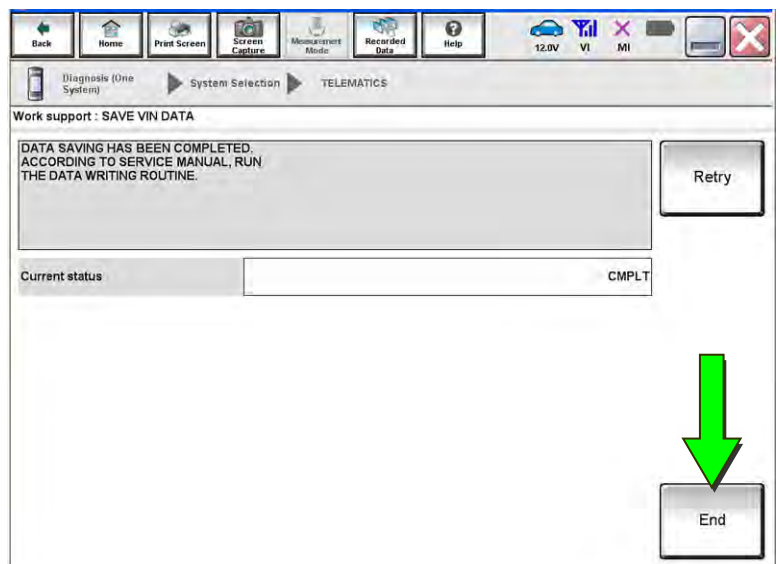 Back
Home
Print Screen
Screen
Capture
Measurement
Mode
Recorded
Data
Help
12.0V
VI
MI
Diagnosis (One
System)
System Selection
TELEMATICS
Work support : SAVE VIN DATA
DATA SAVING HAS BEEN COMPLETED.
ACCORDING TO SERVICE MANUAL, RUN
THE DATA WRITING ROUTINE.
Retry
Current status
CMPLT
End